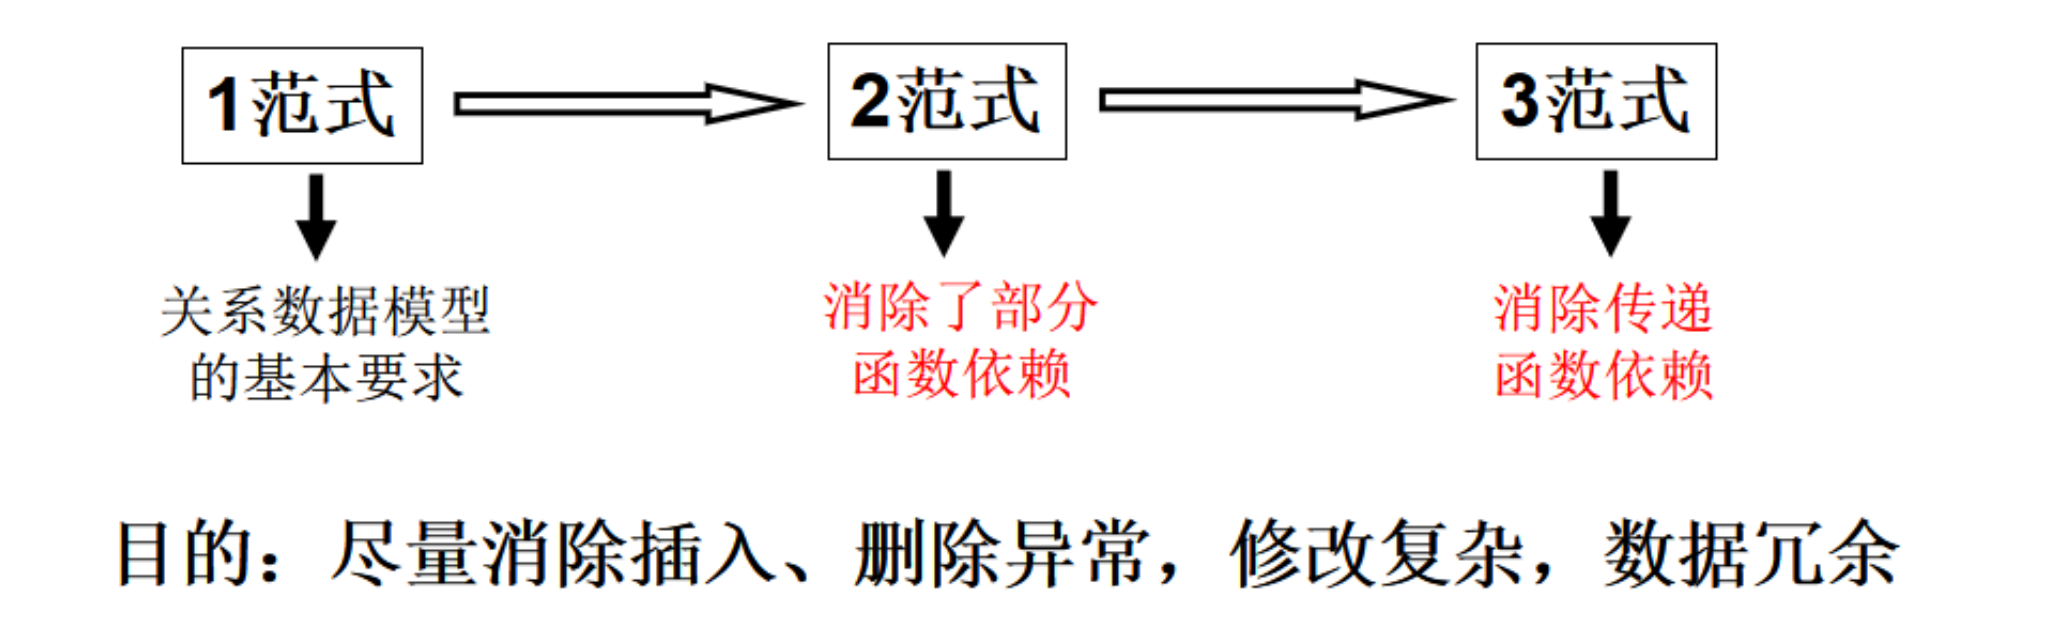 1范式
2范式
3范式
关系数据模型
的基本要求
消除了部分
函数依赖
消除传递
函数依赖
目的：尽量消除插入、删除异常，修改复杂，数据冗余